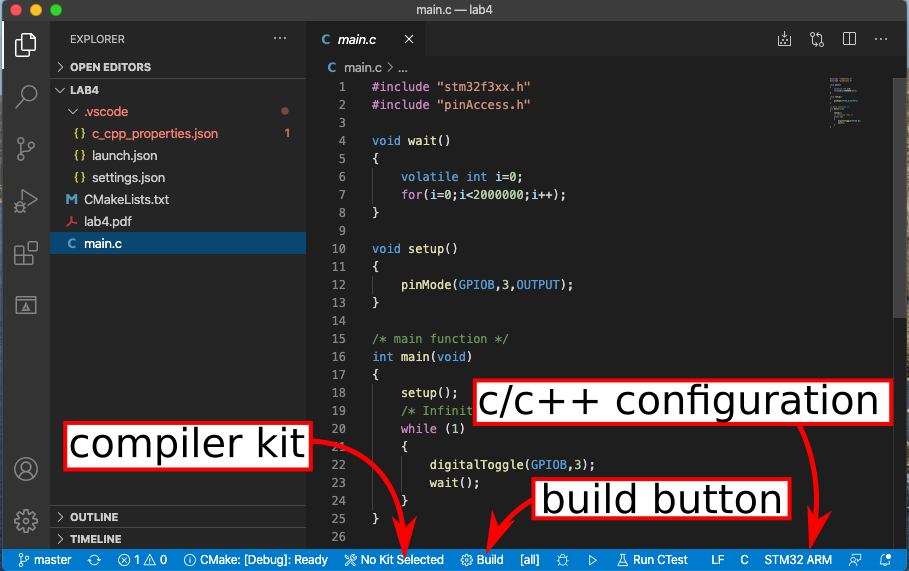 main.c — lab4
EXPLORER
OPEN EDITORS
LAB4
.vscode
{} c_cpp_properties.json 1
{} launch.json
{} settings.json
M CMakeLists.txt
lab4.pdf
C main.c
OUTLINE
TIMELINE
C main.c
C main.c > ...
1 #include "stm32f3xx.h"
2 #include "pinAccess.h"
3
4 void wait()
5 {
6 volatile int i=0;
7 for(i=0;i<2000000;i++);
8 }
9
10 void setup()
11 {
12 pinMode(GPIOB,3,OUTPUT);
13 }
14
15 /* main function */
16 int main(void)
17 {
18 setup();
19 /* Infinit
20 while (1)
21 {
22 digitalToggle(GPIOB,3);
23 wait();
24 }
25 }
26
c/c++ configuration
compiler kit
build button
master 1 0 CMake: [Debug]: Ready No Kit Selected Build [all] Run CTest LF C STM32 ARM